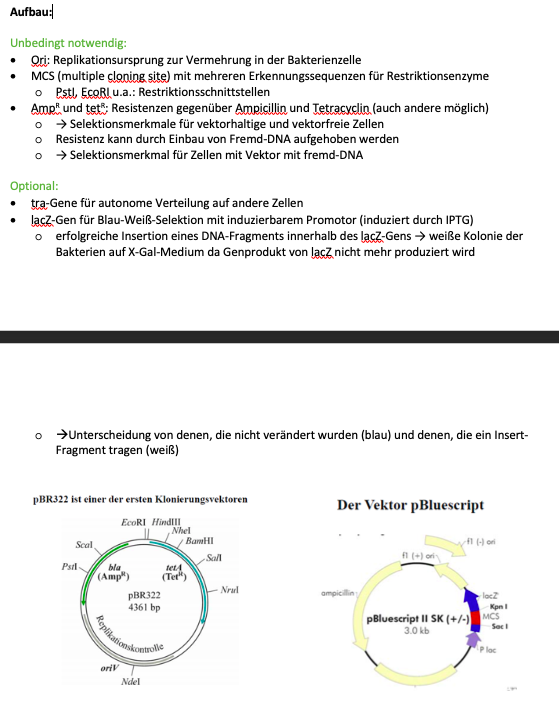 Aufbau:
Unbedingt notwendig:
• Ori: Replikationsursprung zur Vermehrung in der Bakterienzelle
• MCS (multiple cloning site) mit mehreren Erkennungssequenzen für Restriktionsenzyme
o PstI, EcoRI u.a.: Restriktionsschnittstellen
• Ampᴿ und tetᴿ: Resistenzen gegenüber Ampicillin und Tetracyclin (auch andere möglich)
o → Selektionsmerkmale für vektorhaltige und vektorfreie Zellen
o Resistenz kann durch Einbau von Fremd-DNA aufgehoben werden
o → Selektionsmerkmal für Zellen mit Vektor mit fremd-DNA
Optional:
• tra-Gene für autonome Verteilung auf andere Zellen
• lacZ-Gen für Blau-Weiß-Selektion mit induzierbarem Promotor (induziert durch IPTG)
o erfolgreiche Insertion eines DNA-Fragments innerhalb des lacZ-Gens → weiße Kolonie der
Bakterien auf X-Gal-Medium da Genprodukt von lacZ nicht mehr produziert wird
o →Unterscheidung von denen, die nicht verändert wurden (blau) und denen, die ein Insert-
Fragment tragen (weiß)
pBR322 ist einer der ersten Klonierungsvektoren
EcoRI HindIII
NheI
BamHI
ScaI
SalI
PstI
bla
(Ampᴿ)
tetA
(Tetᴿ)
NruI
pBR322
4361 bp
Replikationskontrolle
oriV
NdeI
Der Vektor pBluescript
f1 (-) ori
f1 (+) ori
ampicillin
lacZ'
Kpn I
MCS
Sac I
pBluescript II SK (+/-)
3.0 kb
P lac